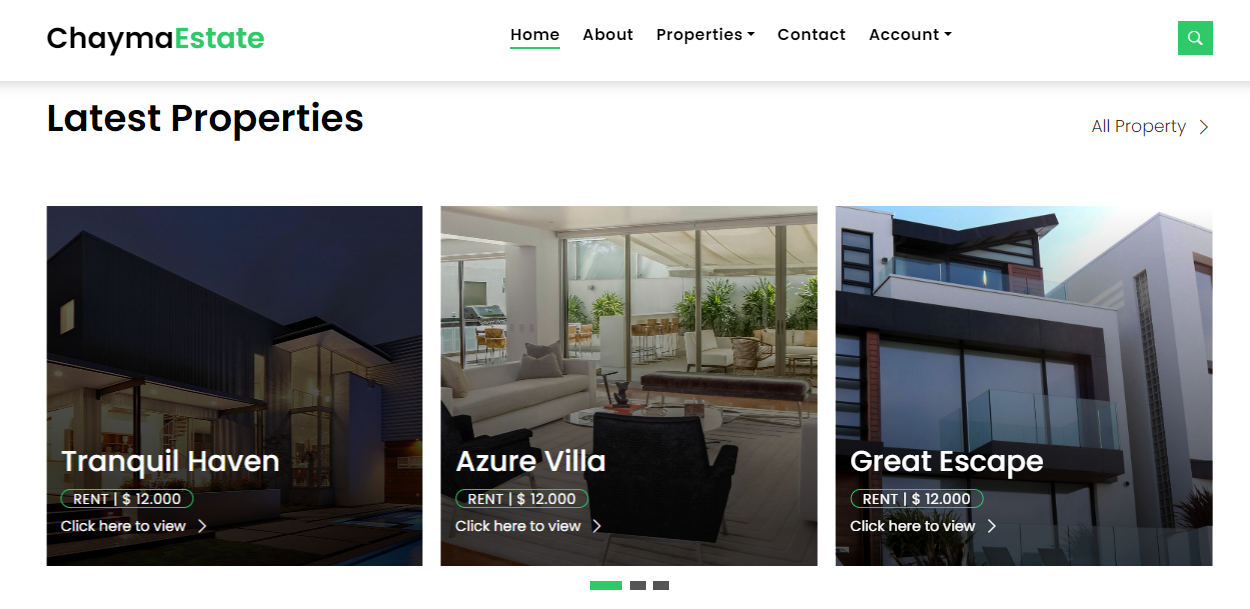 ChaymaEstate
Home About Properties Contact Account
Latest Properties
All Property
Tranquil Haven
RENT | $ 12.000
Click here to view
Azure Villa
RENT | $ 12.000
Click here to view
Great Escape
RENT | $ 12.000
Click here to view